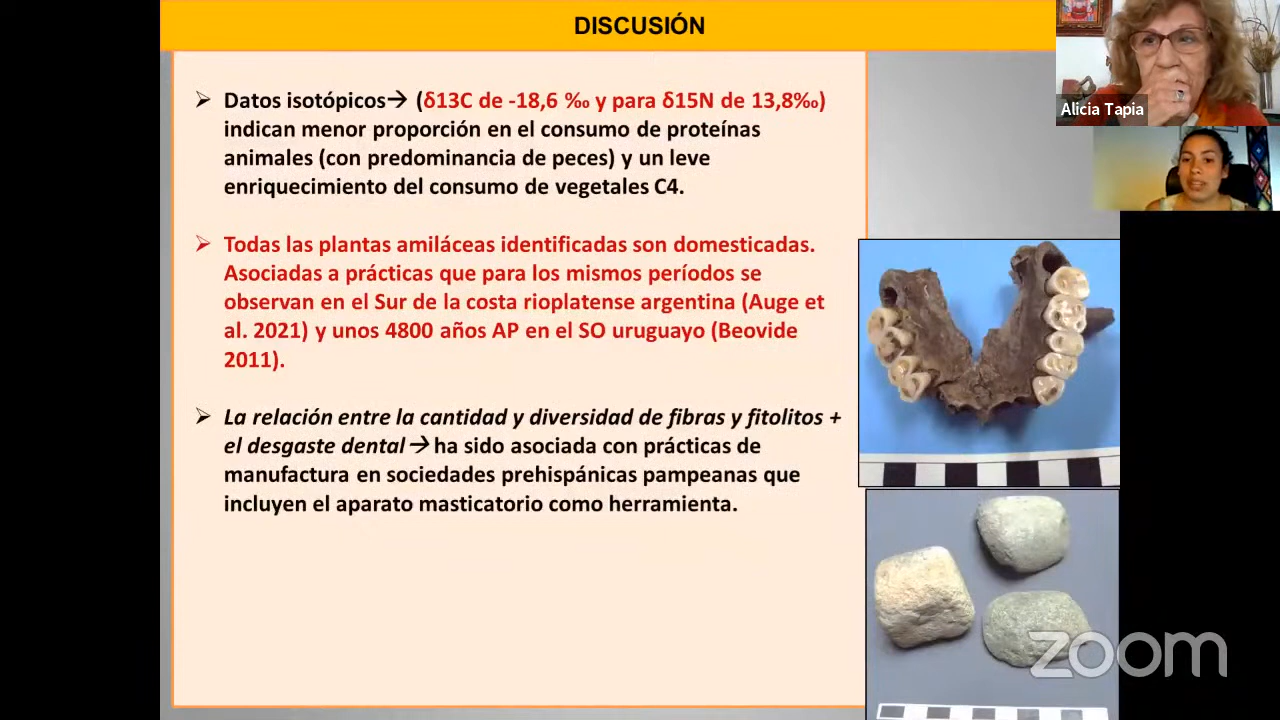 DISCUSIÓN
➢ Datos isotópicos→ (δ13C de -18,6 ‰ y para δ15N de 13,8‰)
indican menor proporción en el consumo de proteínas
animales (con predominancia de peces) y un leve
enriquecimiento del consumo de vegetales C4.
➢ Todas las plantas amiláceas identificadas son domesticadas.
Asociadas a prácticas que para los mismos períodos se
observan en el Sur de la costa rioplatense argentina (Auge et
al. 2021) y unos 4800 años AP en el SO uruguayo (Beovide
2011).
➢ La relación entre la cantidad y diversidad de fibras y fitolitos +
el desgaste dental→ ha sido asociada con prácticas de
manufactura en sociedades prehispánicas pampeanas que
incluyen el aparato masticatorio como herramienta.
Alicia Tapia
zoom